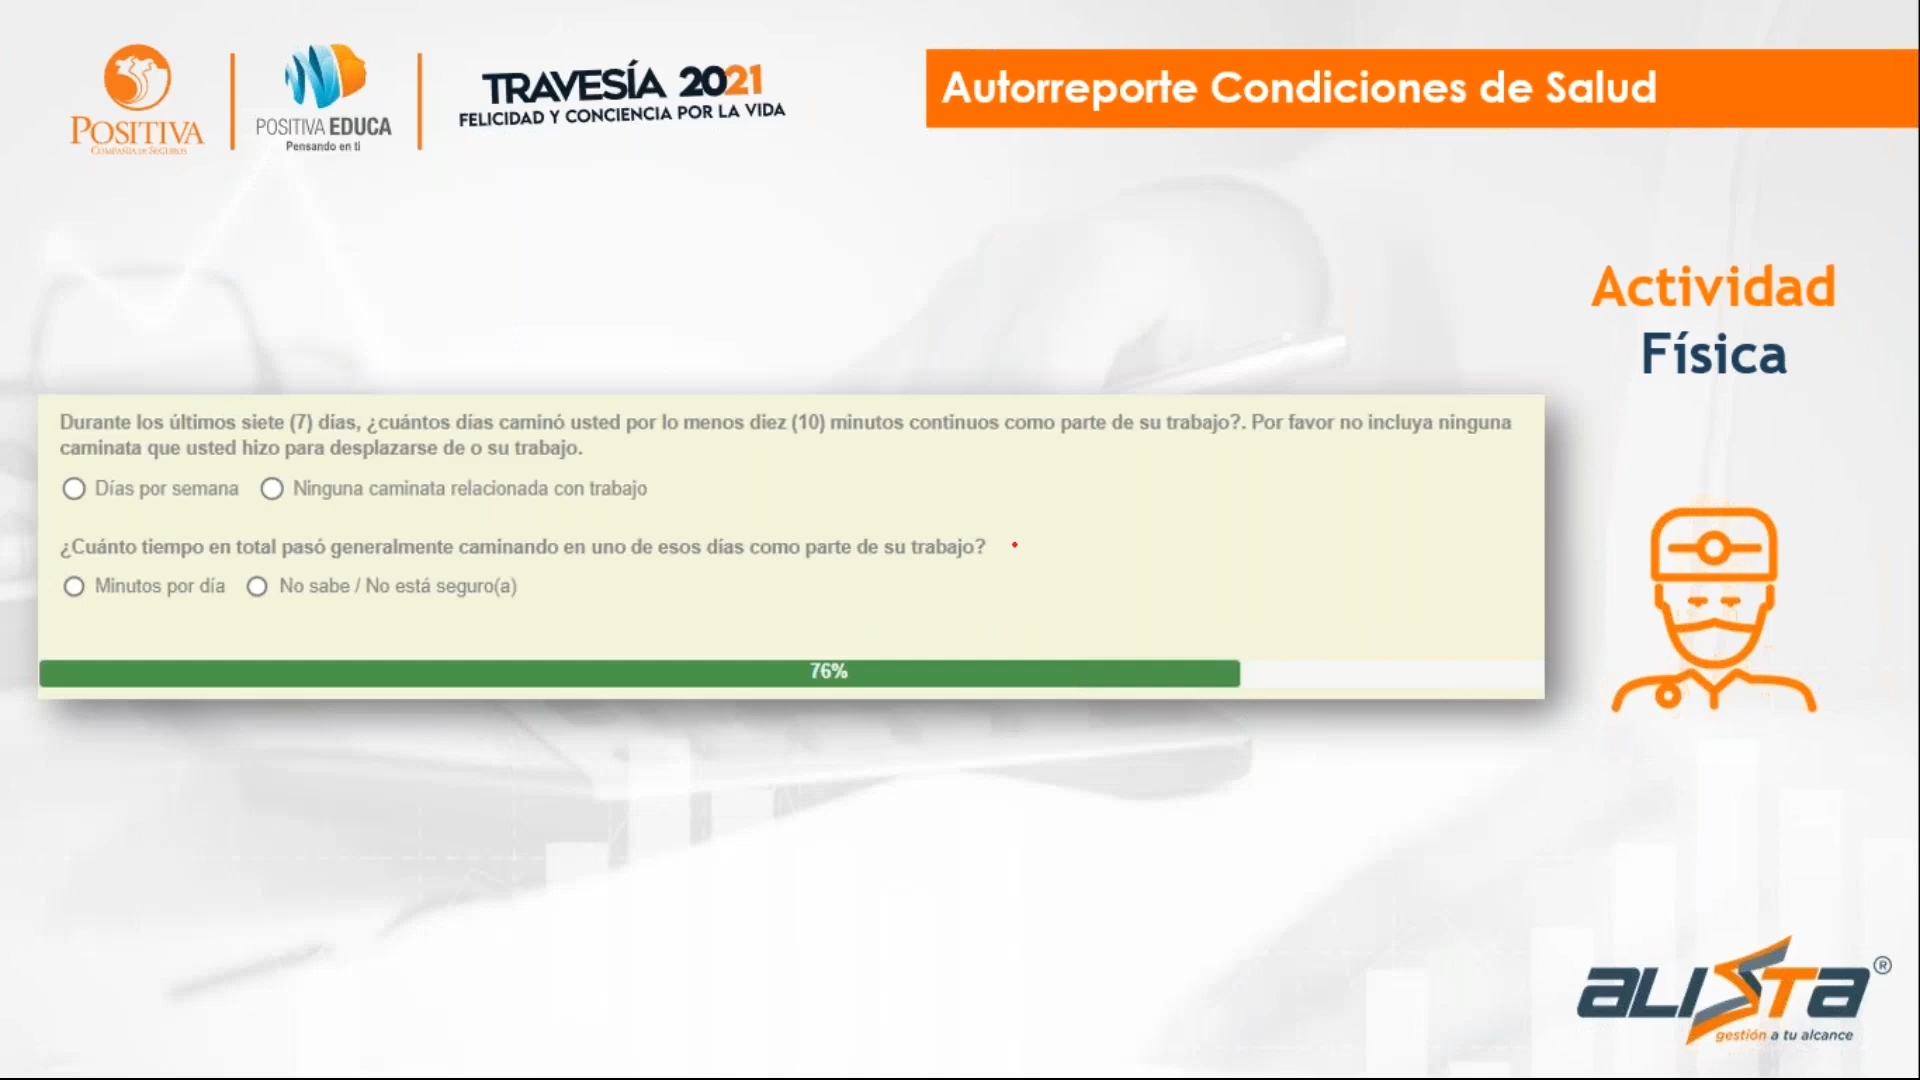 POSITIVA
COMPAÑÍA DE SEGUROS
POSITIVA EDUCA
Pensando en ti
TRAVESÍA 2021
FELICIDAD Y CONCIENCIA POR LA VIDA
Autorreporte Condiciones de Salud
Actividad
Física
Durante los últimos siete (7) días, ¿cuántos días caminó usted por lo menos diez (10) minutos continuos como parte de su trabajo?. Por favor no incluya ninguna
caminata que usted hizo para desplazarse de o su trabajo.
Días por semana Ninguna caminata relacionada con trabajo
¿Cuánto tiempo en total pasó generalmente caminando en uno de esos días como parte de su trabajo?
Minutos por día No sabe / No está seguro(a)
76%
aLISTa®
gestión a tu alcance